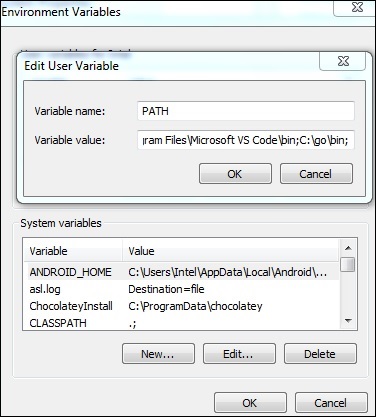 Environment Variables
Edit User Variable
Variable name: PATH
Variable value: ram Files\Microsoft VS Code\bin;C:\go\bin;
OK Cancel
System variables
Variable Value
ANDROID_HOME C:\Users\Intel\AppData\Local\Android\...
asl.log Destination=file
ChocolateyInstall C:\ProgramData\chocolatey
CLASSPATH .;
New... Edit... Delete
OK Cancel